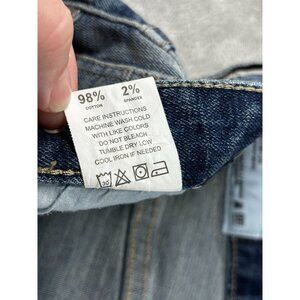 98% 2%
COTTON SPANDEX
CARE INSTRUCTIONS
MACHINE WASH COLD
WITH LIKE COLORS
DO NOT BLEACH
TUMBLE DRY LOW
COOL IRON IF NEEDED
30